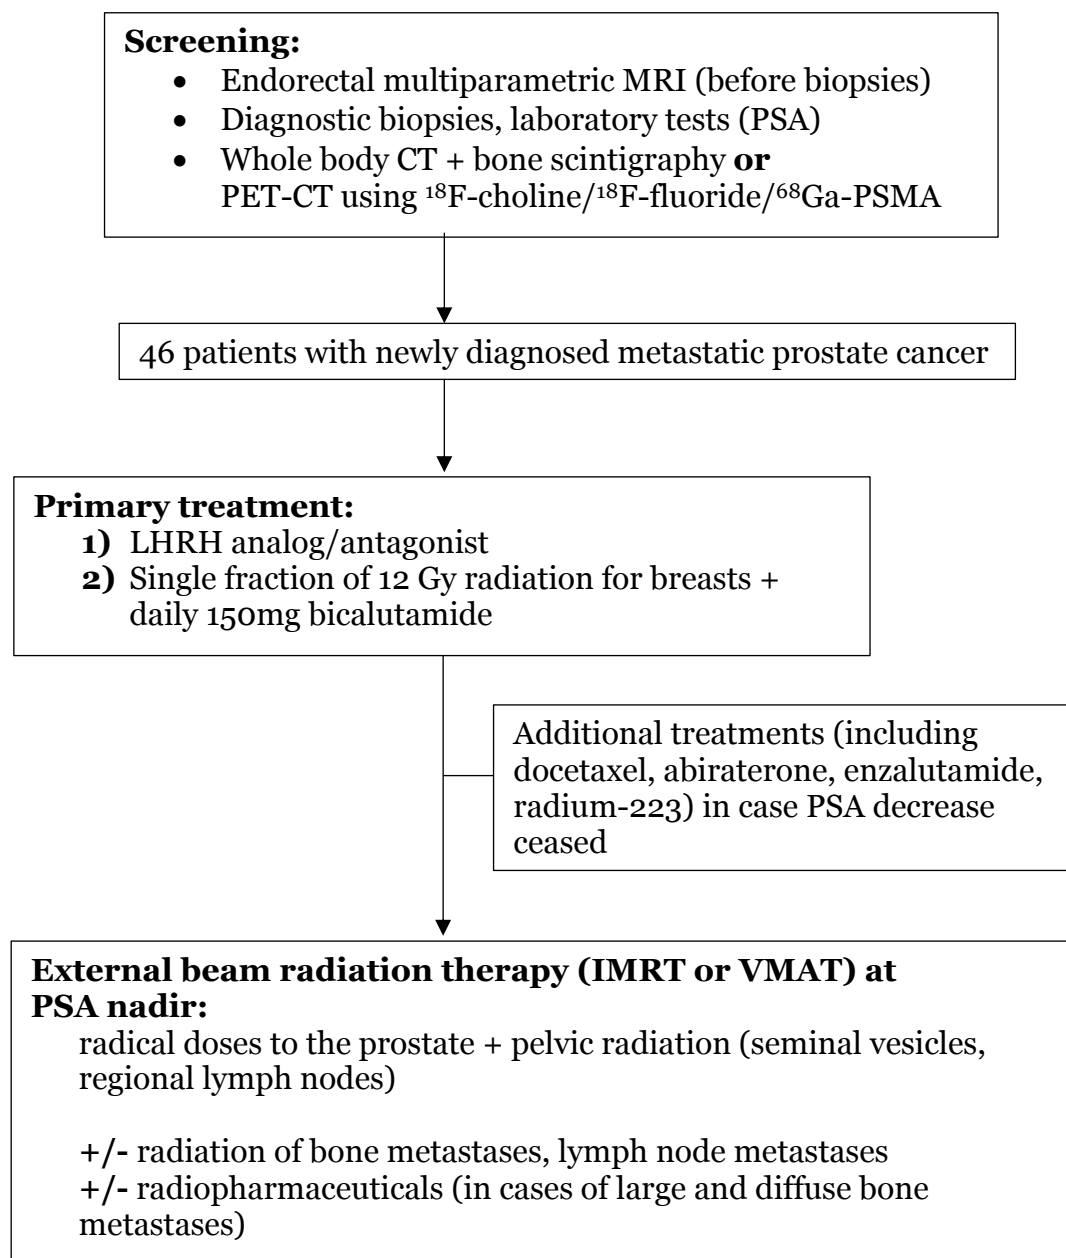 Screening:
• Endorectal multiparametric MRI (before biopsies)
• Diagnostic biopsies, laboratory tests (PSA)
• Whole body CT + bone scintigraphy or
PET-CT using ¹⁸F-choline/¹⁸F-fluoride/⁶⁸Ga-PSMA
46 patients with newly diagnosed metastatic prostate cancer
Primary treatment:
1) LHRH analog/antagonist
2) Single fraction of 12 Gy radiation for breasts +
daily 150mg bicalutamide
Additional treatments (including
docetaxel, abiraterone, enzalutamide,
radium-223) in case PSA decrease
ceased
External beam radiation therapy (IMRT or VMAT) at
PSA nadir:
radical doses to the prostate + pelvic radiation (seminal vesicles,
regional lymph nodes)
+/- radiation of bone metastases, lymph node metastases
+/- radiopharmaceuticals (in cases of large and diffuse bone
metastases)